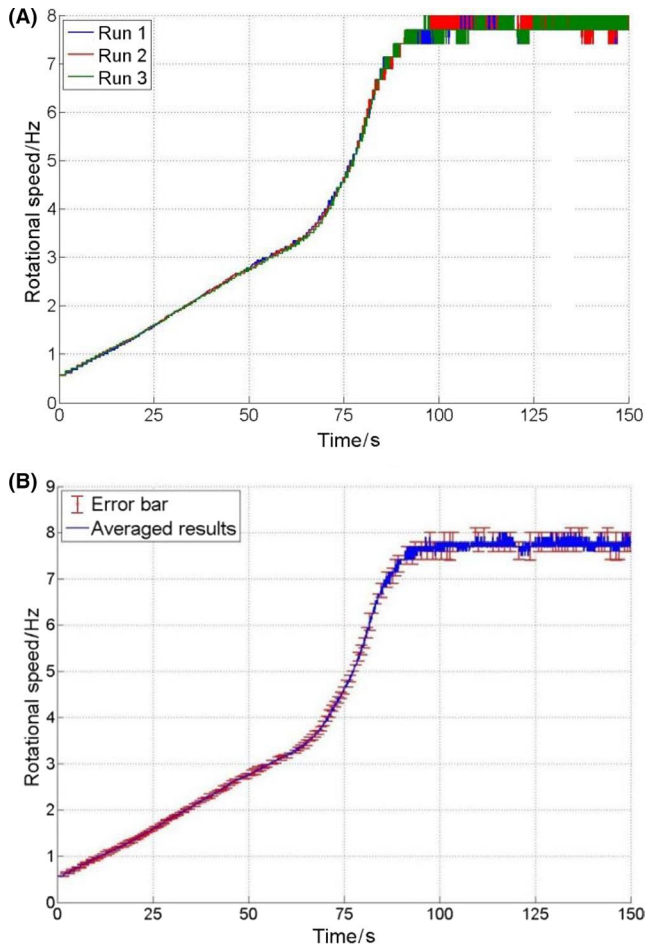 (A)
8
7
6
5
4
3
2
1
0
Run 1
Run 2
Run 3
Rotational speed/Hz
0 25 50 75 100 125 150
Time/s
(B)
9
8
7
6
5
4
3
2
1
0
Error bar
Averaged results
Rotational speed/Hz
0 25 50 75 100 125 150
Time/s